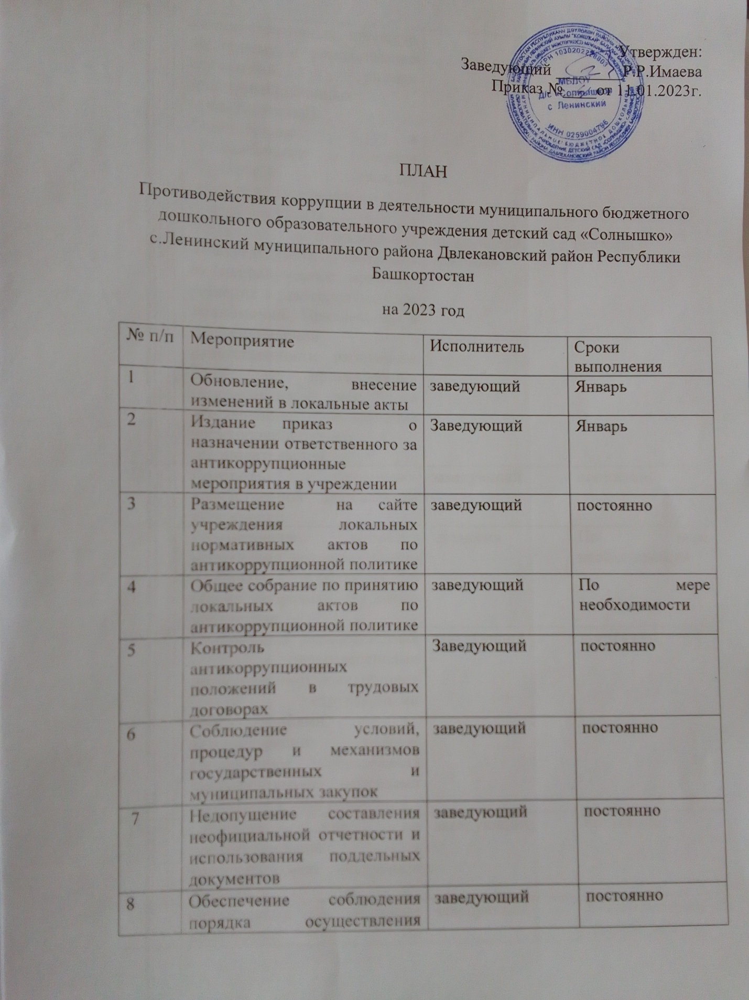 Утвержден:
Заведующий Р.Р.Имаева
Приказ № от 11.01.2023г.
ОГРН 1030202228803
МБДОУ
д/с «Солнышко»
с Ленинский
ИНН 0259004796
ПЛАН
Противодействия коррупции в деятельности муниципального бюджетного
дошкольного образовательного учреждения детский сад «Солнышко»
с.Ленинский муниципального района Двлекановский район Республики
Башкортостан
на 2023 год
№ п/п Мероприятие Исполнитель Сроки
выполнения
1 Обновление, внесение заведующий Январь
изменений в локальные акты
2 Издание приказ о Заведующий Январь
назначении ответственного за
антикоррупционные
мероприятия в учреждении
3 Размещение на сайте заведующий постоянно
учреждения локальных
нормативных актов по
антикоррупционной политике
4 Общее собрание по принятию заведующий По мере
локальных актов по необходимости
антикоррупционной политике
5 Контроль Заведующий постоянно
антикоррупционных
положений в трудовых
договорах
6 Соблюдение условий, заведующий постоянно
процедур и механизмов
государственных и
муниципальных закупок
7 Недопущение составления заведующий постоянно
неофициальной отчетности и
использования поддельных
документов
8 Обеспечение соблюдения заведующий постоянно
порядка осуществления